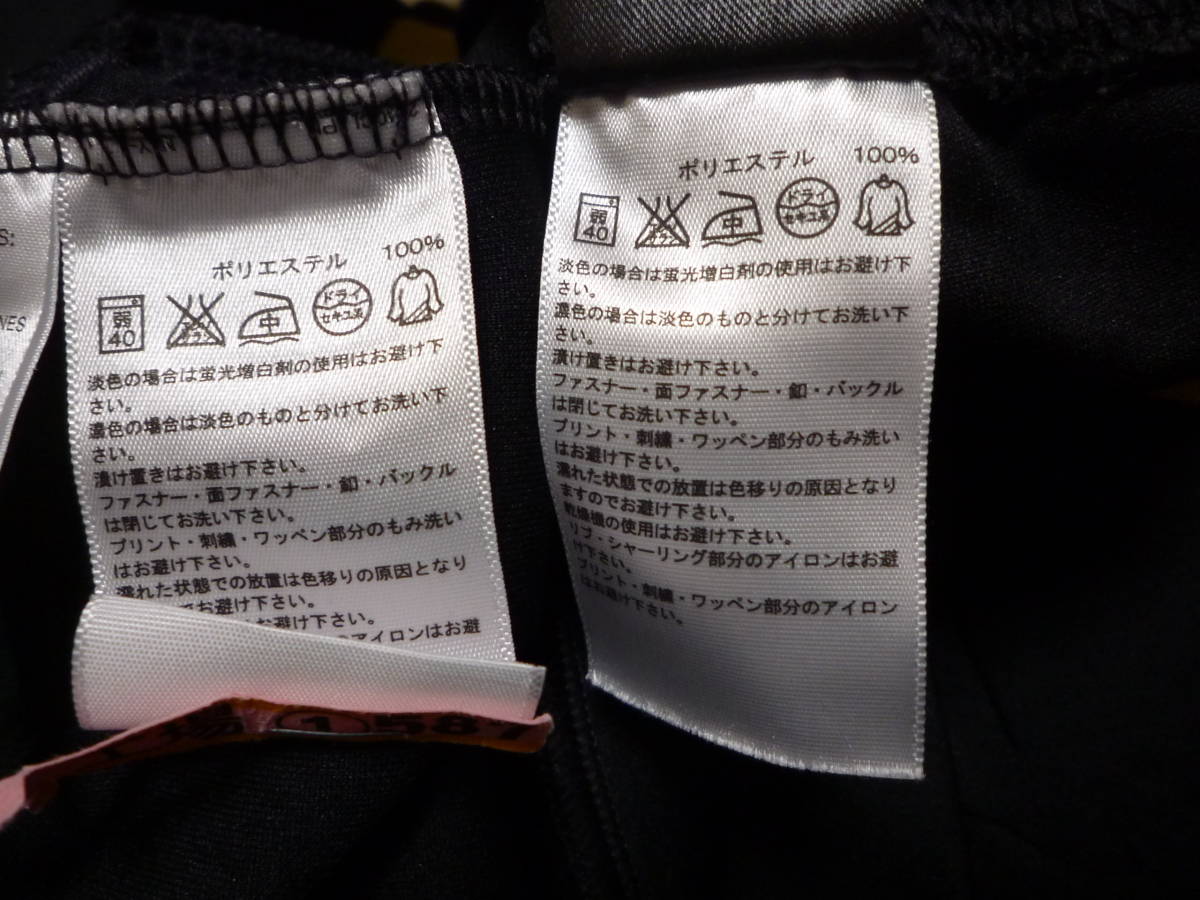 S:
NES
ポリエステル 100%
弱
40
中
ドライ
セキユ系
淡色の場合は蛍光増白剤の使用はお避け下
さい。
濃色の場合は淡色のものと分けてお洗い下
さい。
漬け置きはお避け下さい。
ファスナー・面ファスナー・釦・バックル
は閉じてお洗い下さい。
プリント・刺繍・ワッペン部分のもみ洗い
はお避け下さい。
濡れた状態での放置は色移りの原因となり
でお避け下さい。
はお避け下さい。
のアイロンはお避
1 587
ポリエステル 100%
弱
40
中
ドライ
セキユ系
淡色の場合は蛍光増白剤の使用はお避け下
さい。
濃色の場合は淡色のものと分けてお洗い下
さい。
漬け置きはお避け下さい。
ファスナー・面ファスナー・釦・バックル
は閉じてお洗い下さい。
プリント・刺繍・ワッペン部分のもみ洗い
はお避け下さい。
濡れた状態での放置は色移りの原因となり
ますのでお避け下さい。
乾燥機の使用はお避け下さい。
リブ・シャーリング部分のアイロンはお避
け下さい。
プリント・刺繍・ワッペン部分のアイロン
はお避け下さい。